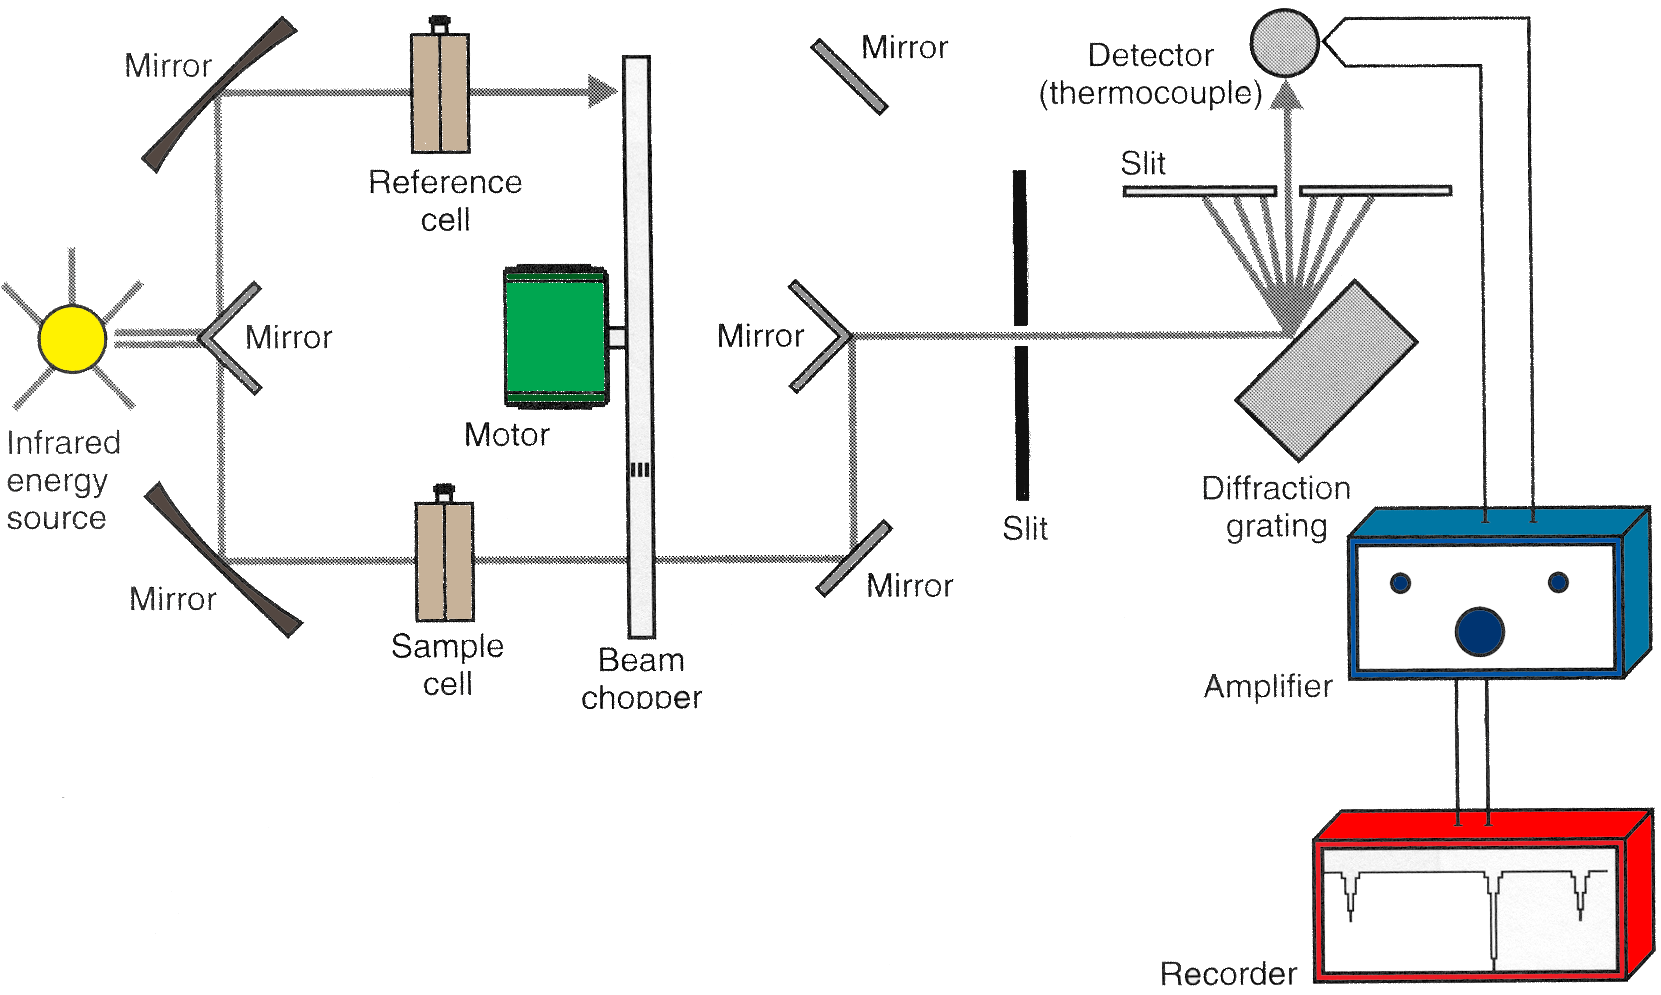 Mirror
Reference
cell
Mirror
Detector
(thermocouple)
Slit
Infrared
energy
source
Mirror
Motor
Mirror
Slit
Diffraction
grating
Mirror
Sample
cell
Beam
chopper
Mirror
Amplifier
Recorder